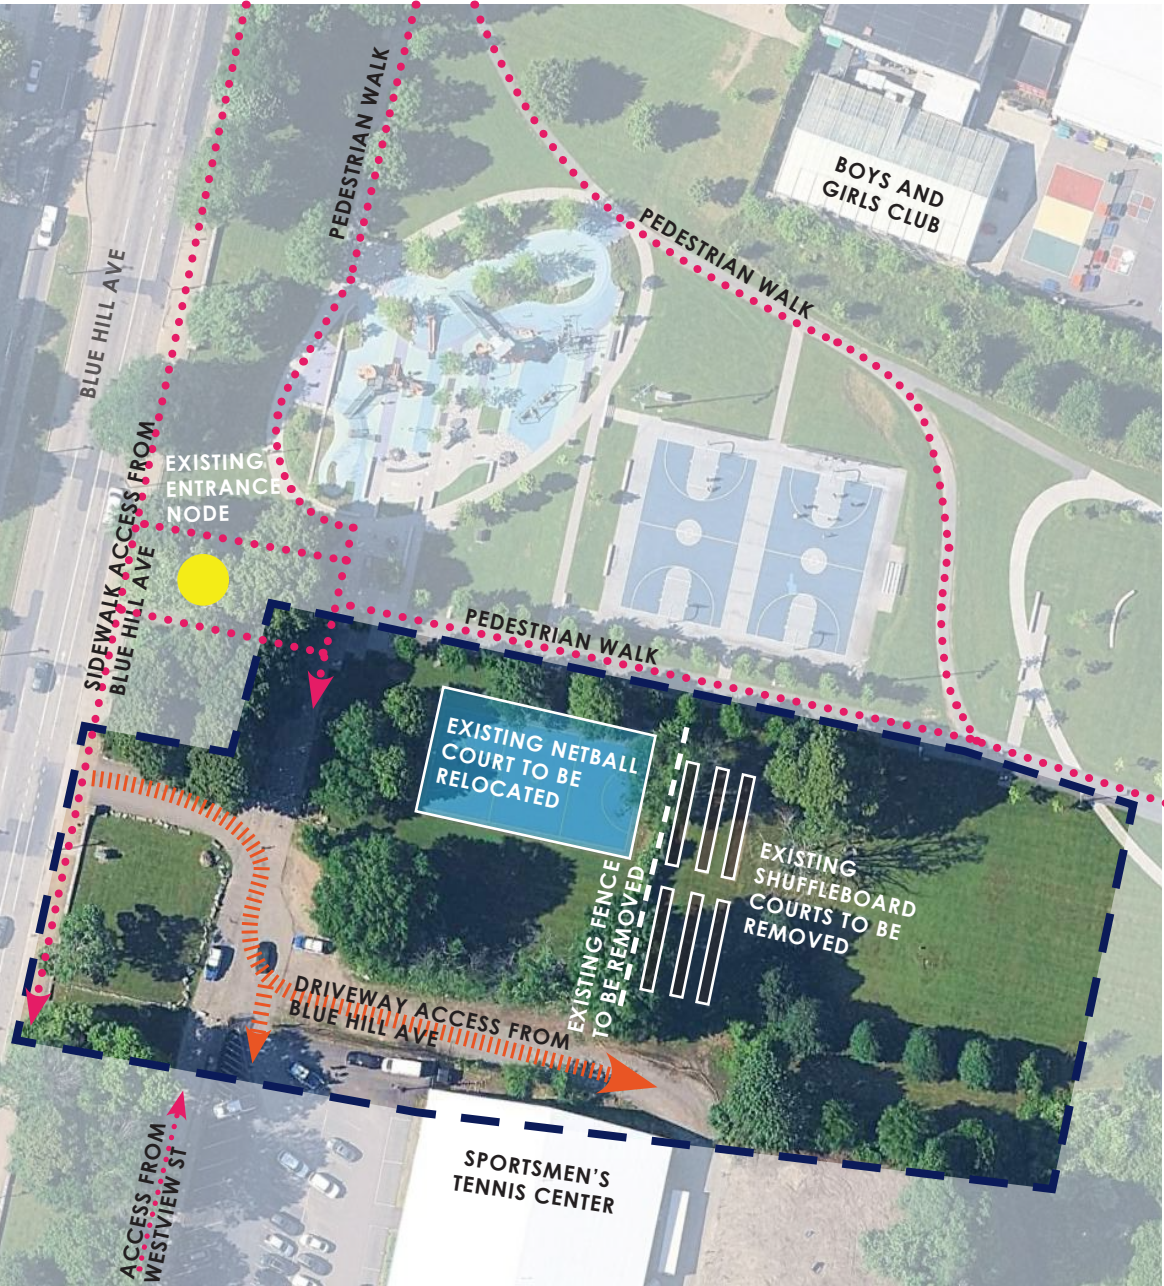 PEDESTRIAN WALK
BOYS AND
GIRLS CLUB
PEDESTRIAN WALK
BLUE HILL AVE
SIDEWALK ACCESS FROM
BLUE HILL AVE
EXISTING
ENTRANCE
NODE
PEDESTRIAN WALK
EXISTING NETBALL
COURT TO BE
RELOCATED
EXISTING FENCE
TO BE REMOVED
EXISTING
SHUFFLEBOARD
COURTS TO BE
REMOVED
DRIVEWAY ACCESS FROM
BLUE HILL AVE
ACCESS FROM
WESTVIEW ST
SPORTSMEN'S
TENNIS CENTER